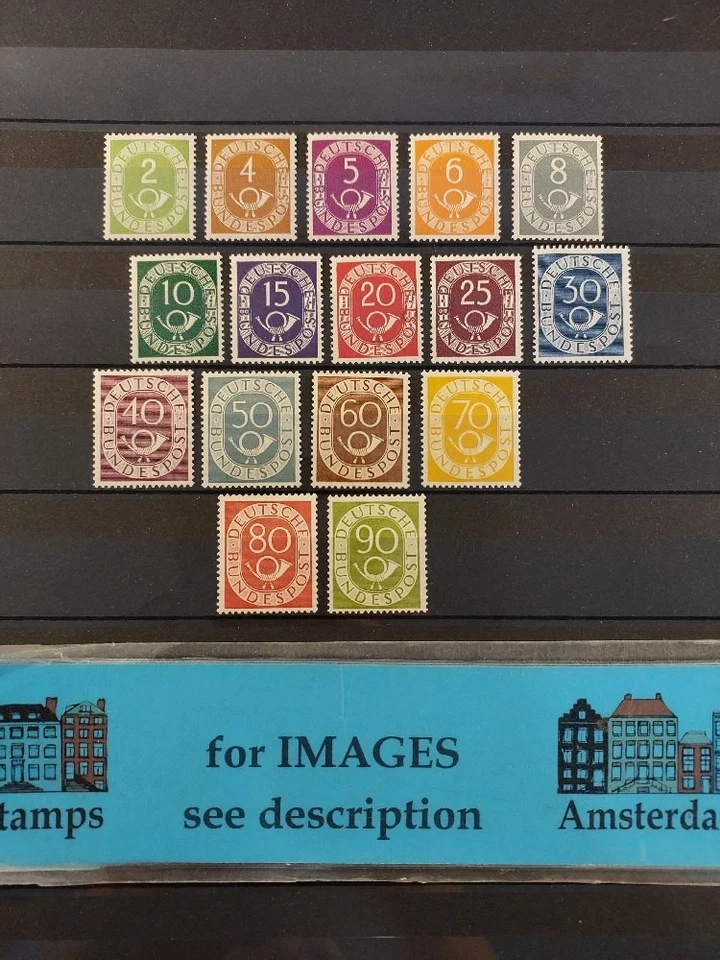 DEUTSCHE 2 BUNDESPOST
DEUTSCHE 4 BUNDESPOST
DEUTSCHE 5 BUNDESPOST
DEUTSCHE 6 BUNDESPOST
DEUTSCHE 8 BUNDESPOST
DEUTSCHE 10 BUNDESPOST
DEUTSCHE 15 BUNDESPOST
DEUTSCHE 20 BUNDESPOST
DEUTSCHE 25 BUNDESPOST
DEUTSCHE 30 BUNDESPOST
DEUTSCHE 40 BUNDESPOST
DEUTSCHE 50 BUNDESPOST
DEUTSCHE 60 BUNDESPOST
DEUTSCHE 70 BUNDESPOST
DEUTSCHE 80 BUNDESPOST
DEUTSCHE 90 BUNDESPOST
for IMAGES
tamps see description Amsterda